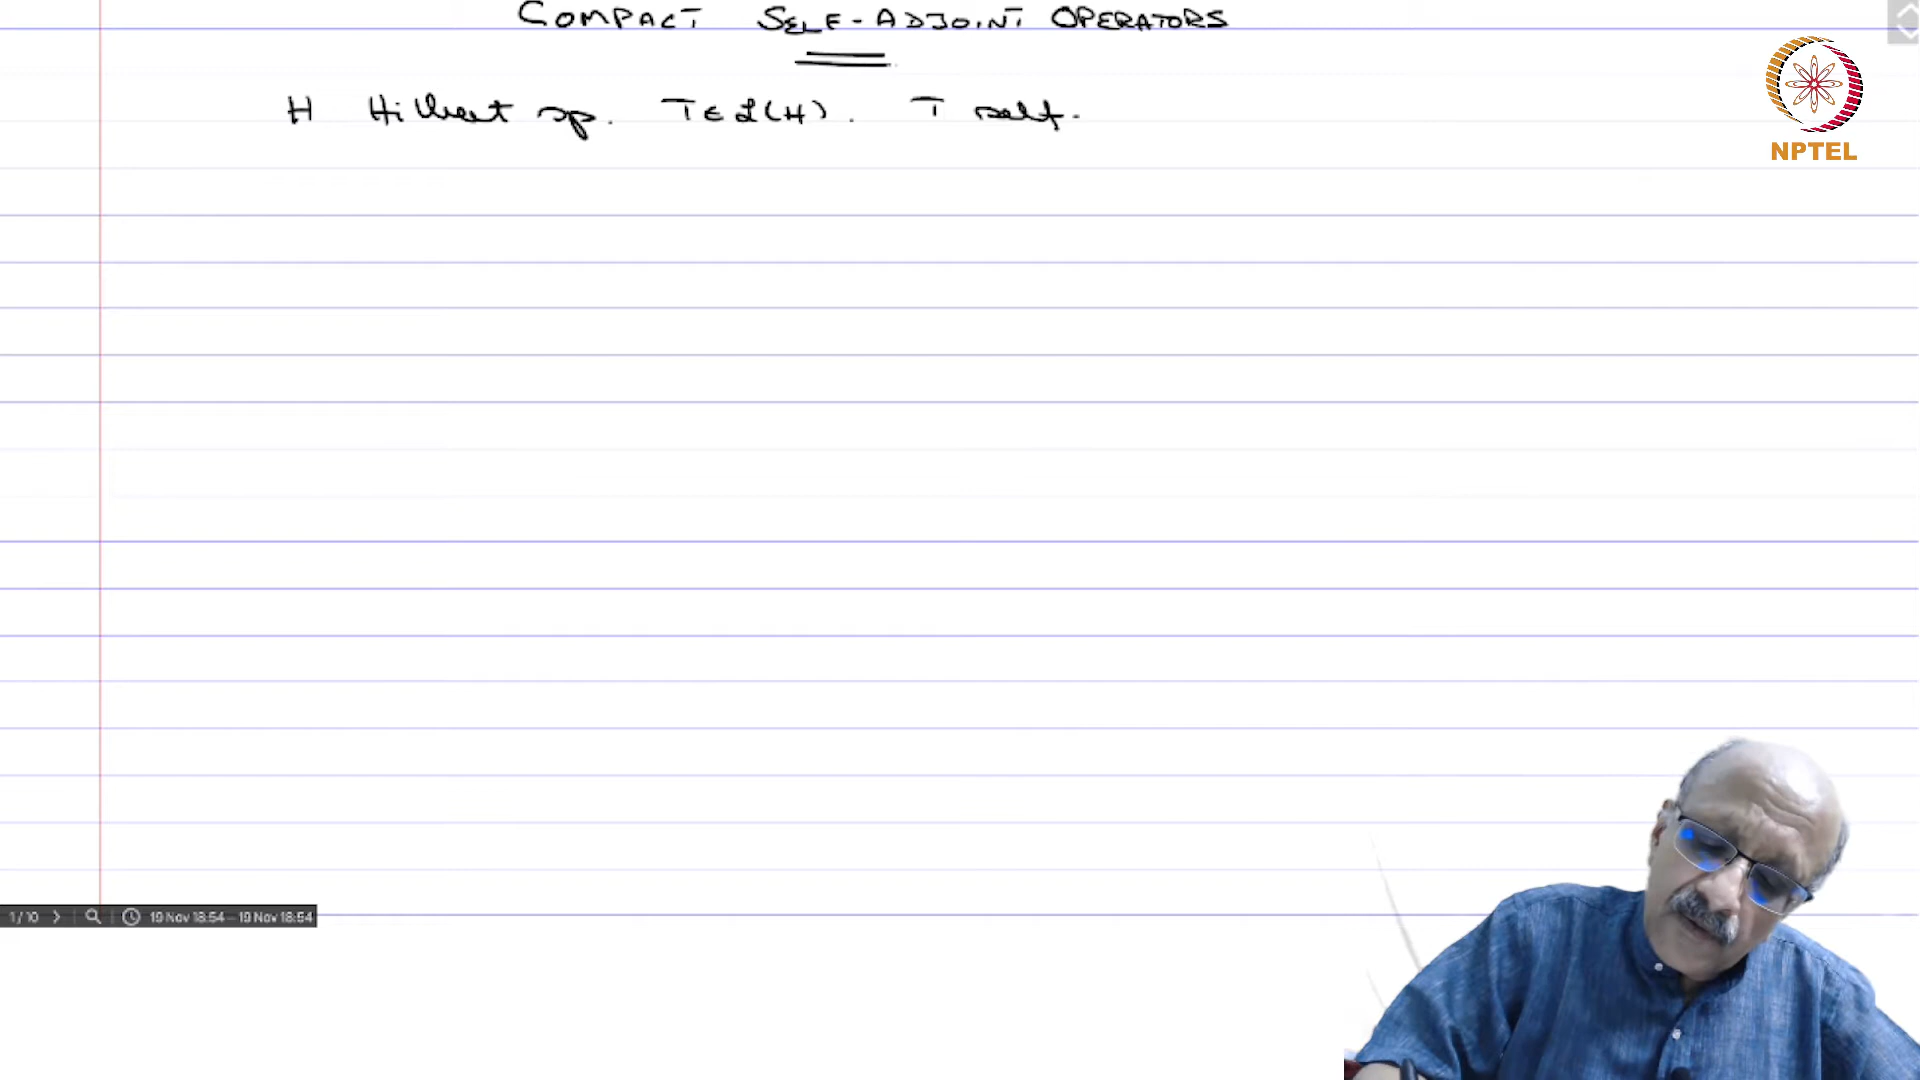 COMPACT SELF-ADJOINT OPERATORS
H Hilbert sp. T ∈ L(H). T self.
NPTEL
1/10 19 Nov 18:54 – 19 Nov 18:54